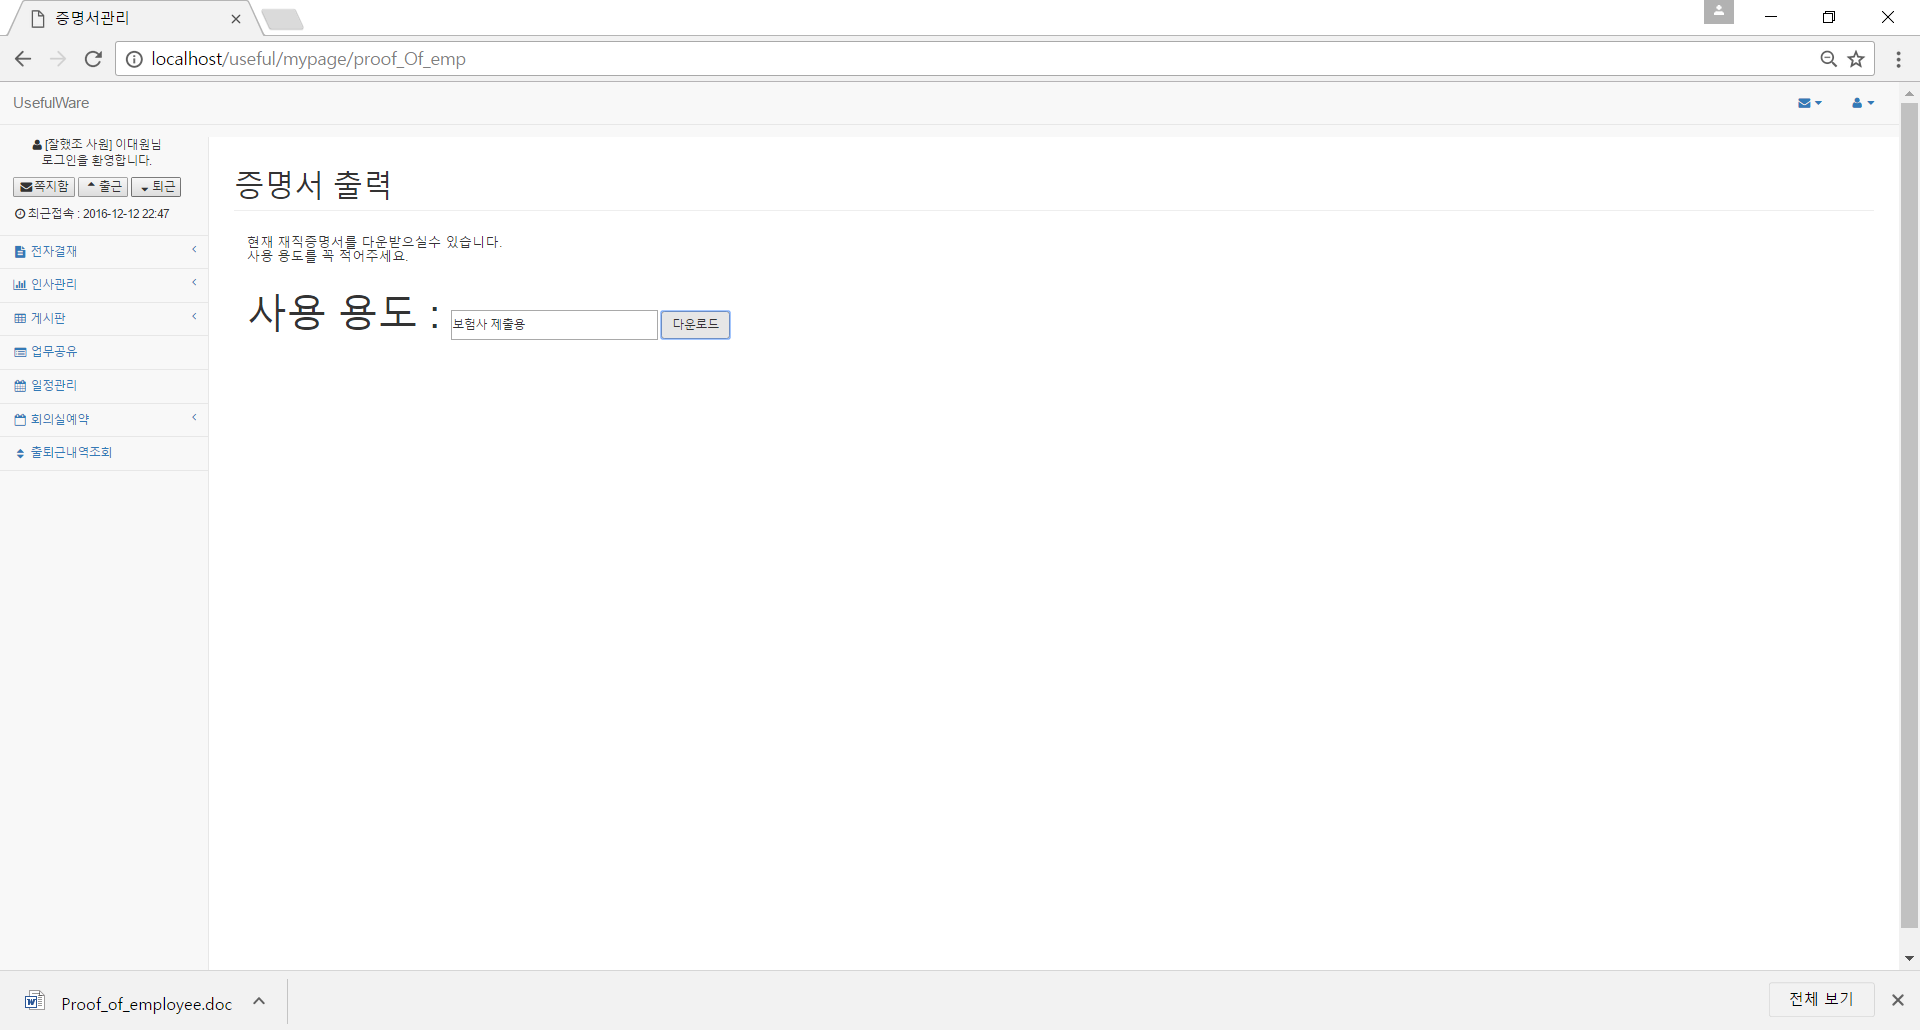 증명서관리
localhost/useful/mypage/proof_Of_emp
UsefulWare
[잘했조 사원] 이대원님
로그인을 환영합니다.
쪽지함 출근 퇴근
최근접속 : 2016-12-12 22:47
전자결재
인사관리
게시판
업무공유
일정관리
회의실예약
출퇴근내역조회
증명서 출력
현재 재직증명서를 다운받으실수 있습니다.
사용 용도를 꼭 적어주세요.
사용 용도 : 보험사 제출용 다운로드
Proof_of_employee.doc
전체 보기